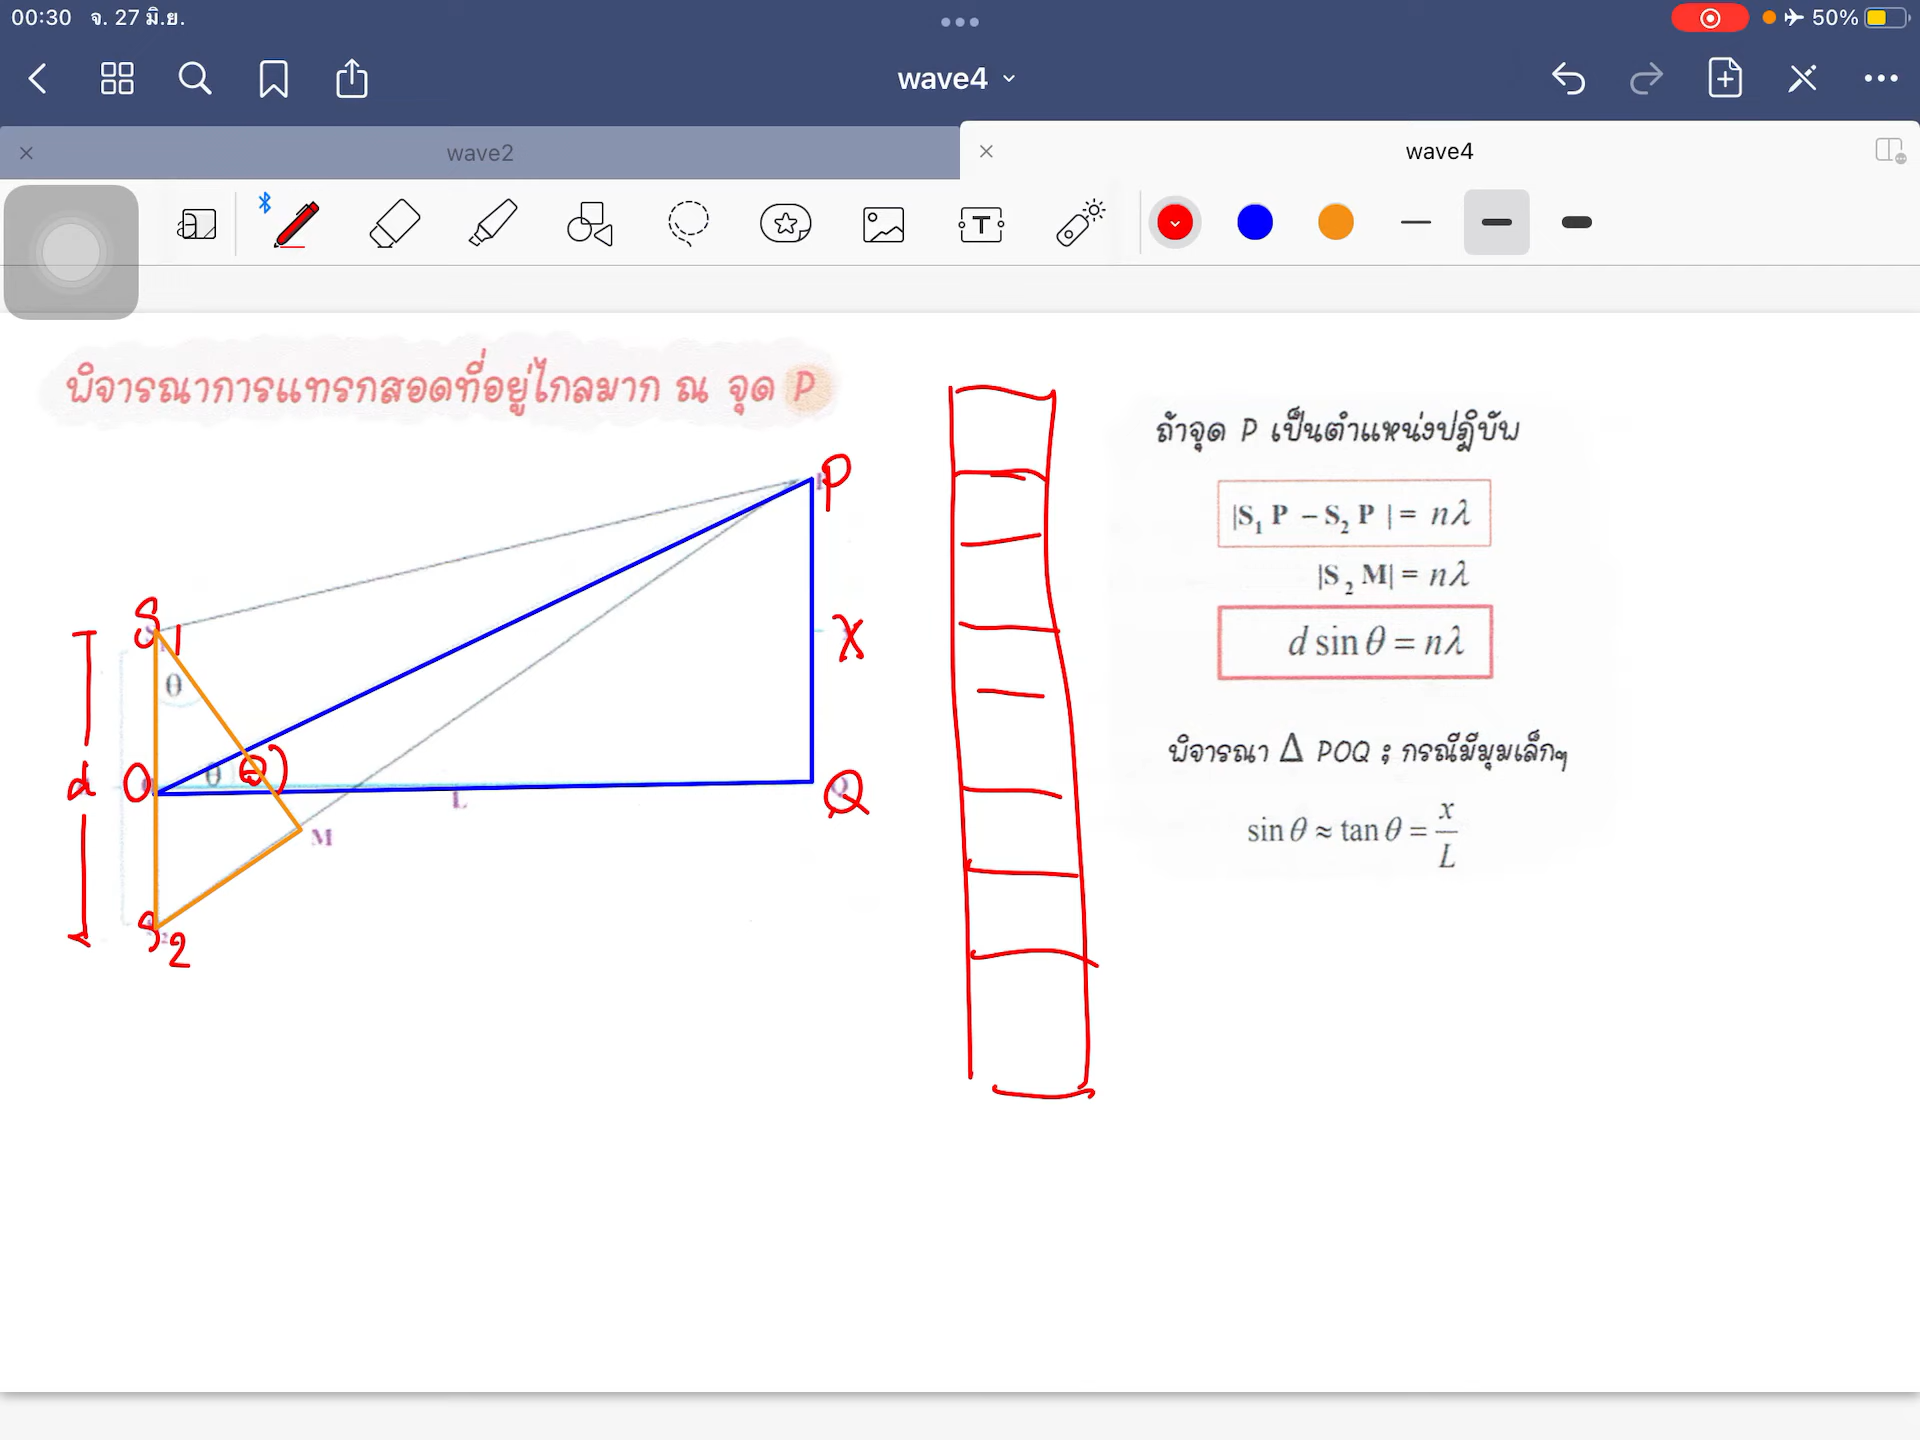 00:30 จ. 27 มิ.ย.
50%
wave4
wave2
wave4
พิจารณาการแทรกสอดที่อยู่ไกลมาก ณ จุด P
P
S1
θ
X
d
O
θ
θ
L
Q
M
S2
ถ้าจุด P เป็นตำแหน่งปฏิบัพ
|S₁ P – S₂ P | = nλ
|S₂ M| = nλ
d sin θ = nλ
พิจารณา Δ POQ ; กรณีมีมุมเล็กๆ
sin θ ≈ tan θ = x/L